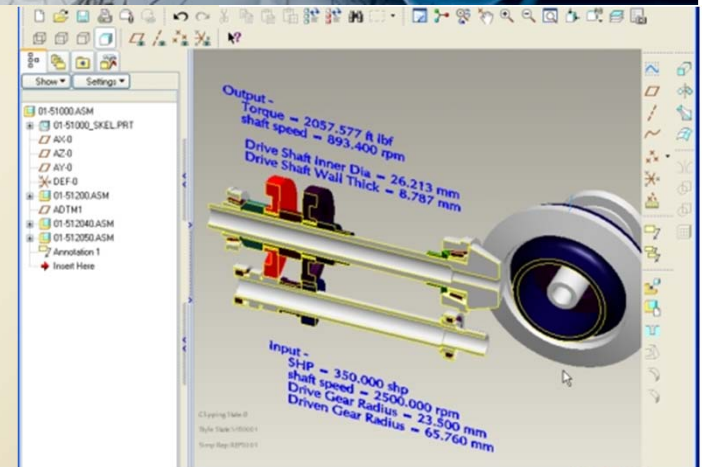 Show Settings
01-51000.ASM
01-51000_SKEL.PRT
AX-0
AZ-0
AY-0
DEF-0
01-51200.ASM
ADTM1
01-512040.ASM
01-512050.ASM
Annotation 1
Insert Here
Output -
Torque = 2057.577 ft lbf
shaft speed = 893.400 rpm
Drive Shaft Inner Dia = 26.213 mm
Drive Shaft Wall Thick = 8.787 mm
Input -
SHP = 350.000 shp
shaft speed = 2500.000 rpm
Drive Gear Radius = 23.500 mm
Driven Gear Radius = 65.760 mm